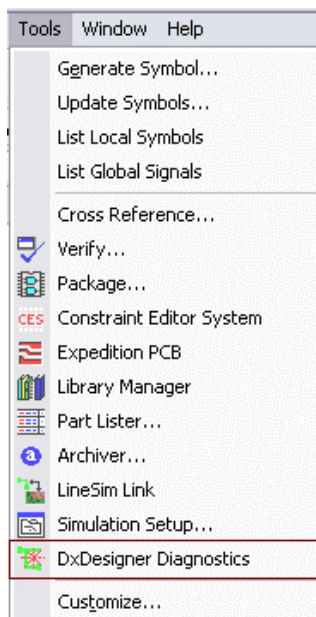 Tools Window Help
Generate Symbol...
Update Symbols...
List Local Symbols
List Global Signals
Cross Reference...
Verify...
Package...
CES Constraint Editor System
Expedition PCB
Library Manager
Part Lister...
a Archiver...
LineSim Link
Simulation Setup...
DxDesigner Diagnostics
Customize...